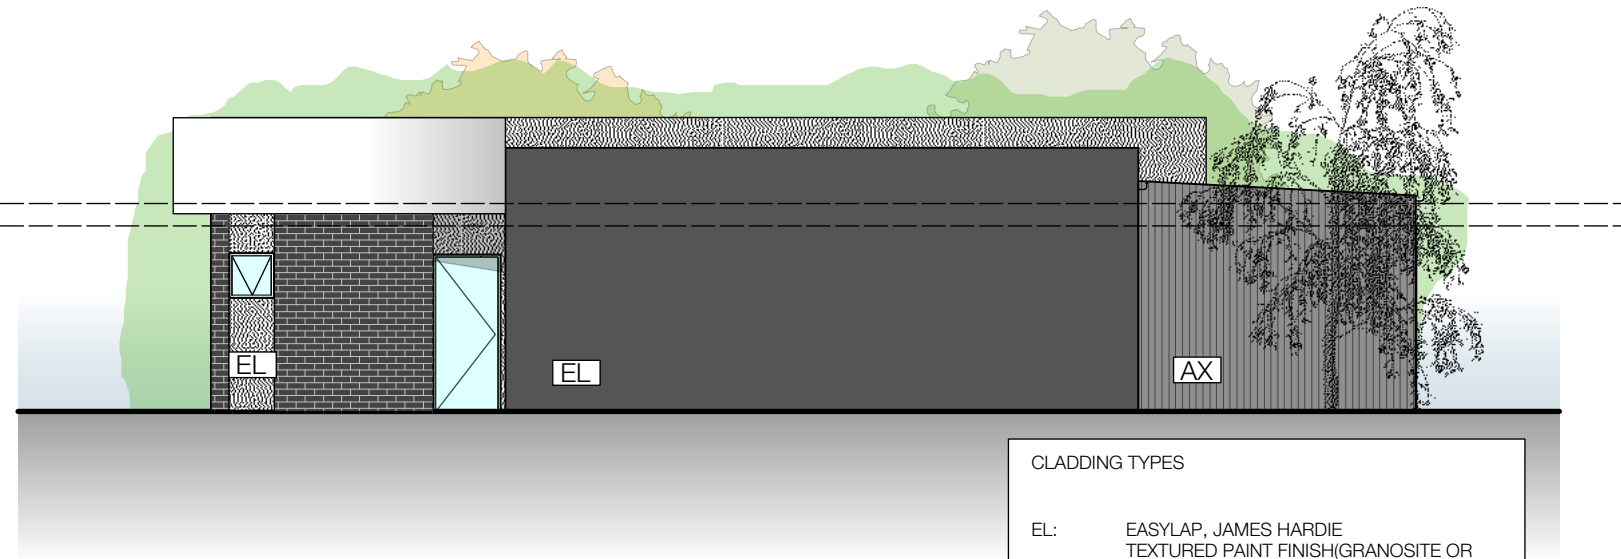 EL
EL
AX
CLADDING TYPES
EL: EASYLAP, JAMES HARDIE
TEXTURED PAINT FINISH(GRANOSITE OR